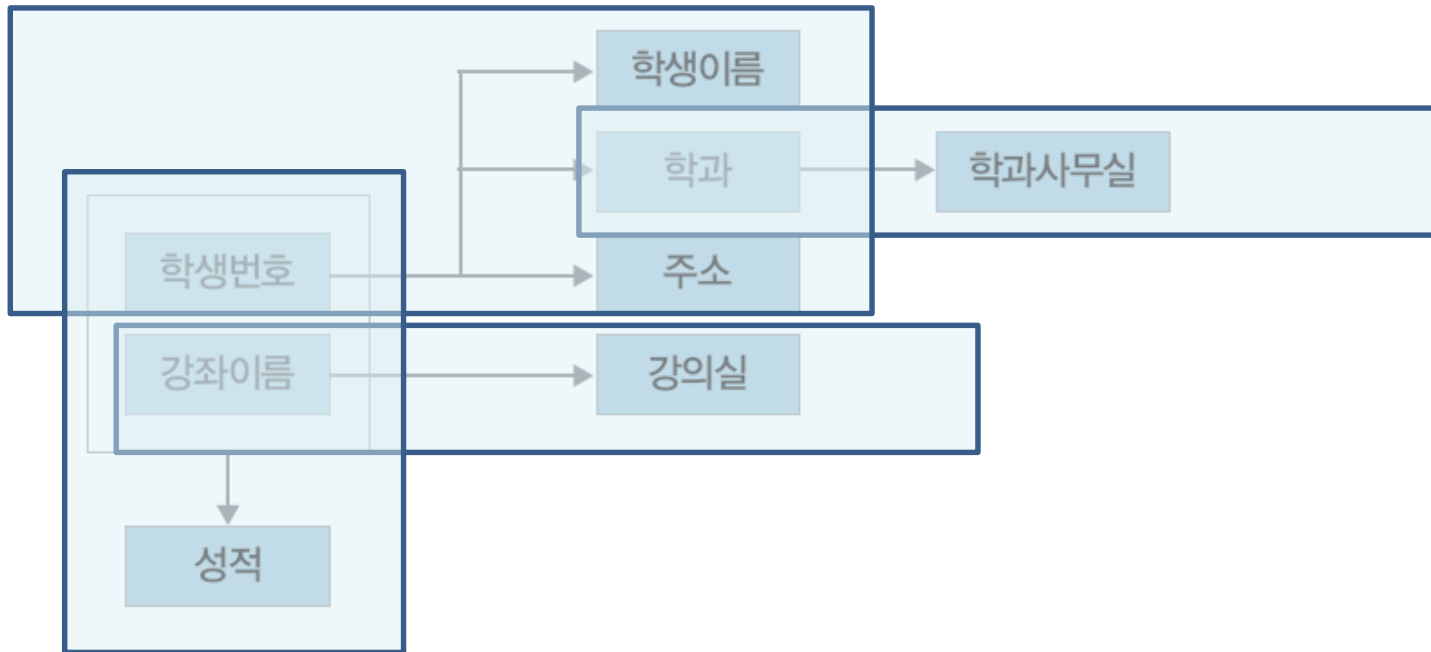 학생이름
학과
학과사무실
학생번호
주소
강좌이름
강의실
성적